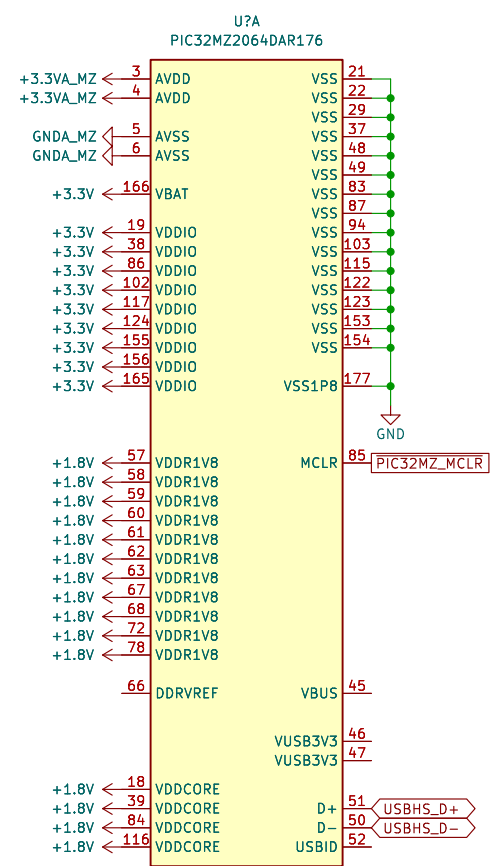 U?A
PIC32MZ2064DAR176
+3.3VA_MZ 3 AVDD VSS 21
+3.3VA_MZ 4 AVDD VSS 22
VSS 29
GNDA_MZ 5 AVSS VSS 37
GNDA_MZ 6 AVSS VSS 48
VSS 49
+3.3V 166 VBAT VSS 83
VSS 87
+3.3V 19 VDDIO VSS 94
+3.3V 38 VDDIO VSS 103
+3.3V 86 VDDIO VSS 115
+3.3V 102 VDDIO VSS 122
+3.3V 117 VDDIO VSS 123
+3.3V 124 VDDIO VSS 153
+3.3V 155 VDDIO VSS 154
+3.3V 156 VDDIO
+3.3V 165 VDDIO VSS1P8 177
GND
+1.8V 57 VDDR1V8 MCLR 85 PIC32MZ_MCLR
+1.8V 58 VDDR1V8
+1.8V 59 VDDR1V8
+1.8V 60 VDDR1V8
+1.8V 61 VDDR1V8
+1.8V 62 VDDR1V8
+1.8V 63 VDDR1V8
+1.8V 67 VDDR1V8
+1.8V 68 VDDR1V8
+1.8V 72 VDDR1V8
+1.8V 78 VDDR1V8
66 DDRVREF VBUS 45
VUSB3V3 46
VUSB3V3 47
+1.8V 18 VDDCORE
+1.8V 39 VDDCORE D+ 51 USBHS_D+
+1.8V 84 VDDCORE D- 50 USBHS_D-
+1.8V 116 VDDCORE USBID 52